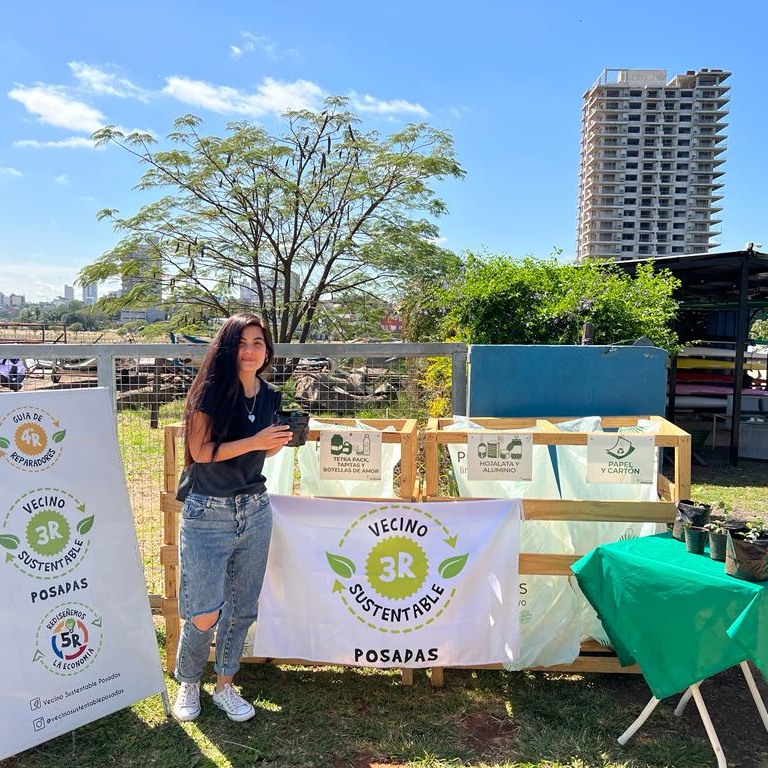 GUIA DE
4R
REPARADORES
VECINO
3R
SUSTENTABLE
POSADAS
REDISEÑEMOS
5R
LA ECONOMIA
Vecino Sustentable Posadas
@vecinosustentableposadas
TETRA PACK,
TAPITAS Y
BOTELLAS DE AMOR
HOJALATA Y
ALUMINIO
PAPEL
Y CARTÓN
VECINO
3R
SUSTENTABLE
POSADAS